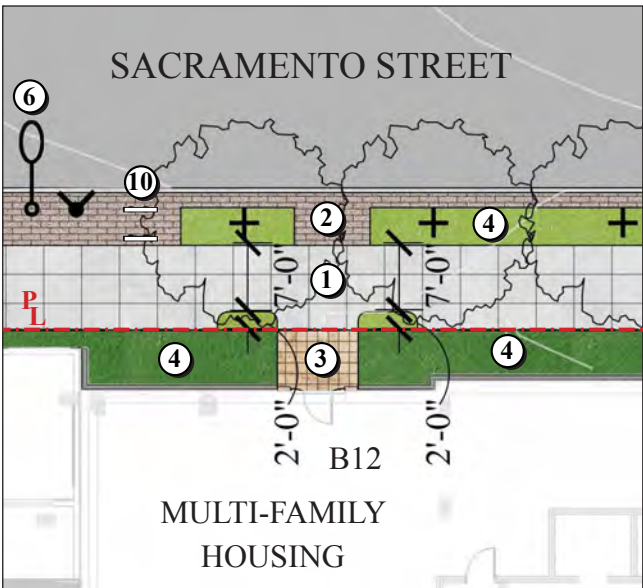 SACRAMENTO STREET
6
10
2
4
1
7'-0"
7'-0"
PL
4
3
4
2'-0"
2'-0"
B12
MULTI-FAMILY
HOUSING